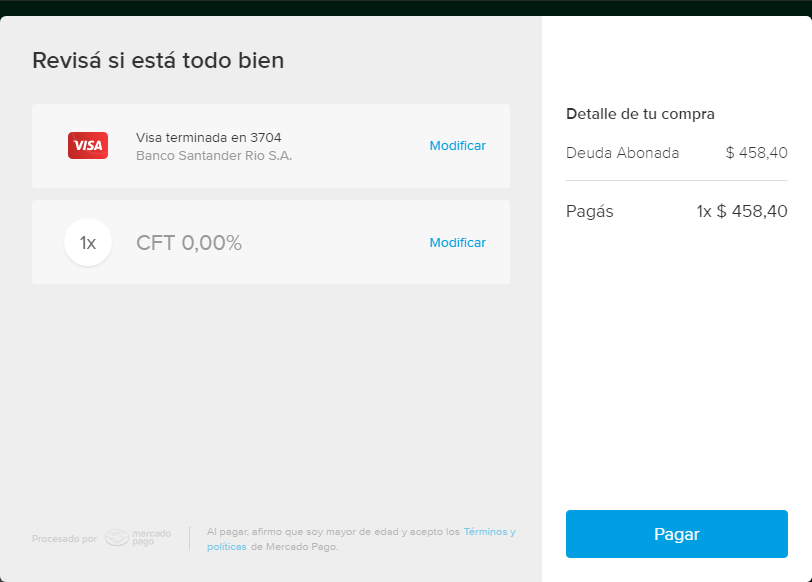 Revisá si está todo bien
VISA
Visa terminada en 3704
Banco Santander Rio S.A.
Modificar
1x
CFT 0,00%
Modificar
Procesado por
mercado
pago
Al pagar, afirmo que soy mayor de edad y acepto los Términos y
políticas de Mercado Pago.
Detalle de tu compra
Deuda Abonada $ 458,40
Pagás 1x $ 458,40
Pagar